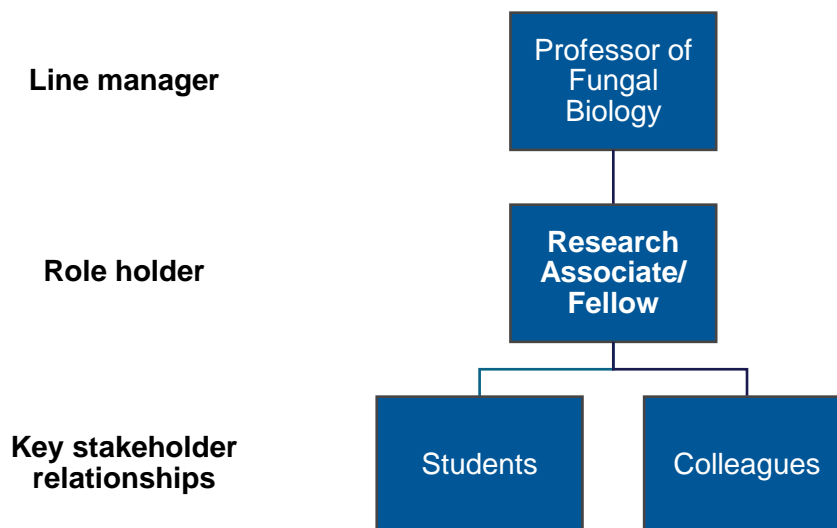 Line manager
Professor of
Fungal
Biology
Role holder
Research
Associate/
Fellow
Key stakeholder
relationships
Students
Colleagues